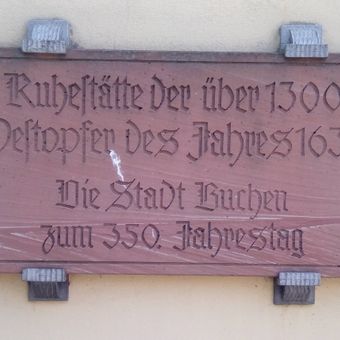 Ruhestätte der über 1300
Pestopfer des Jahres 163
Die Stadt Buchen
zum 350. Jahrestag